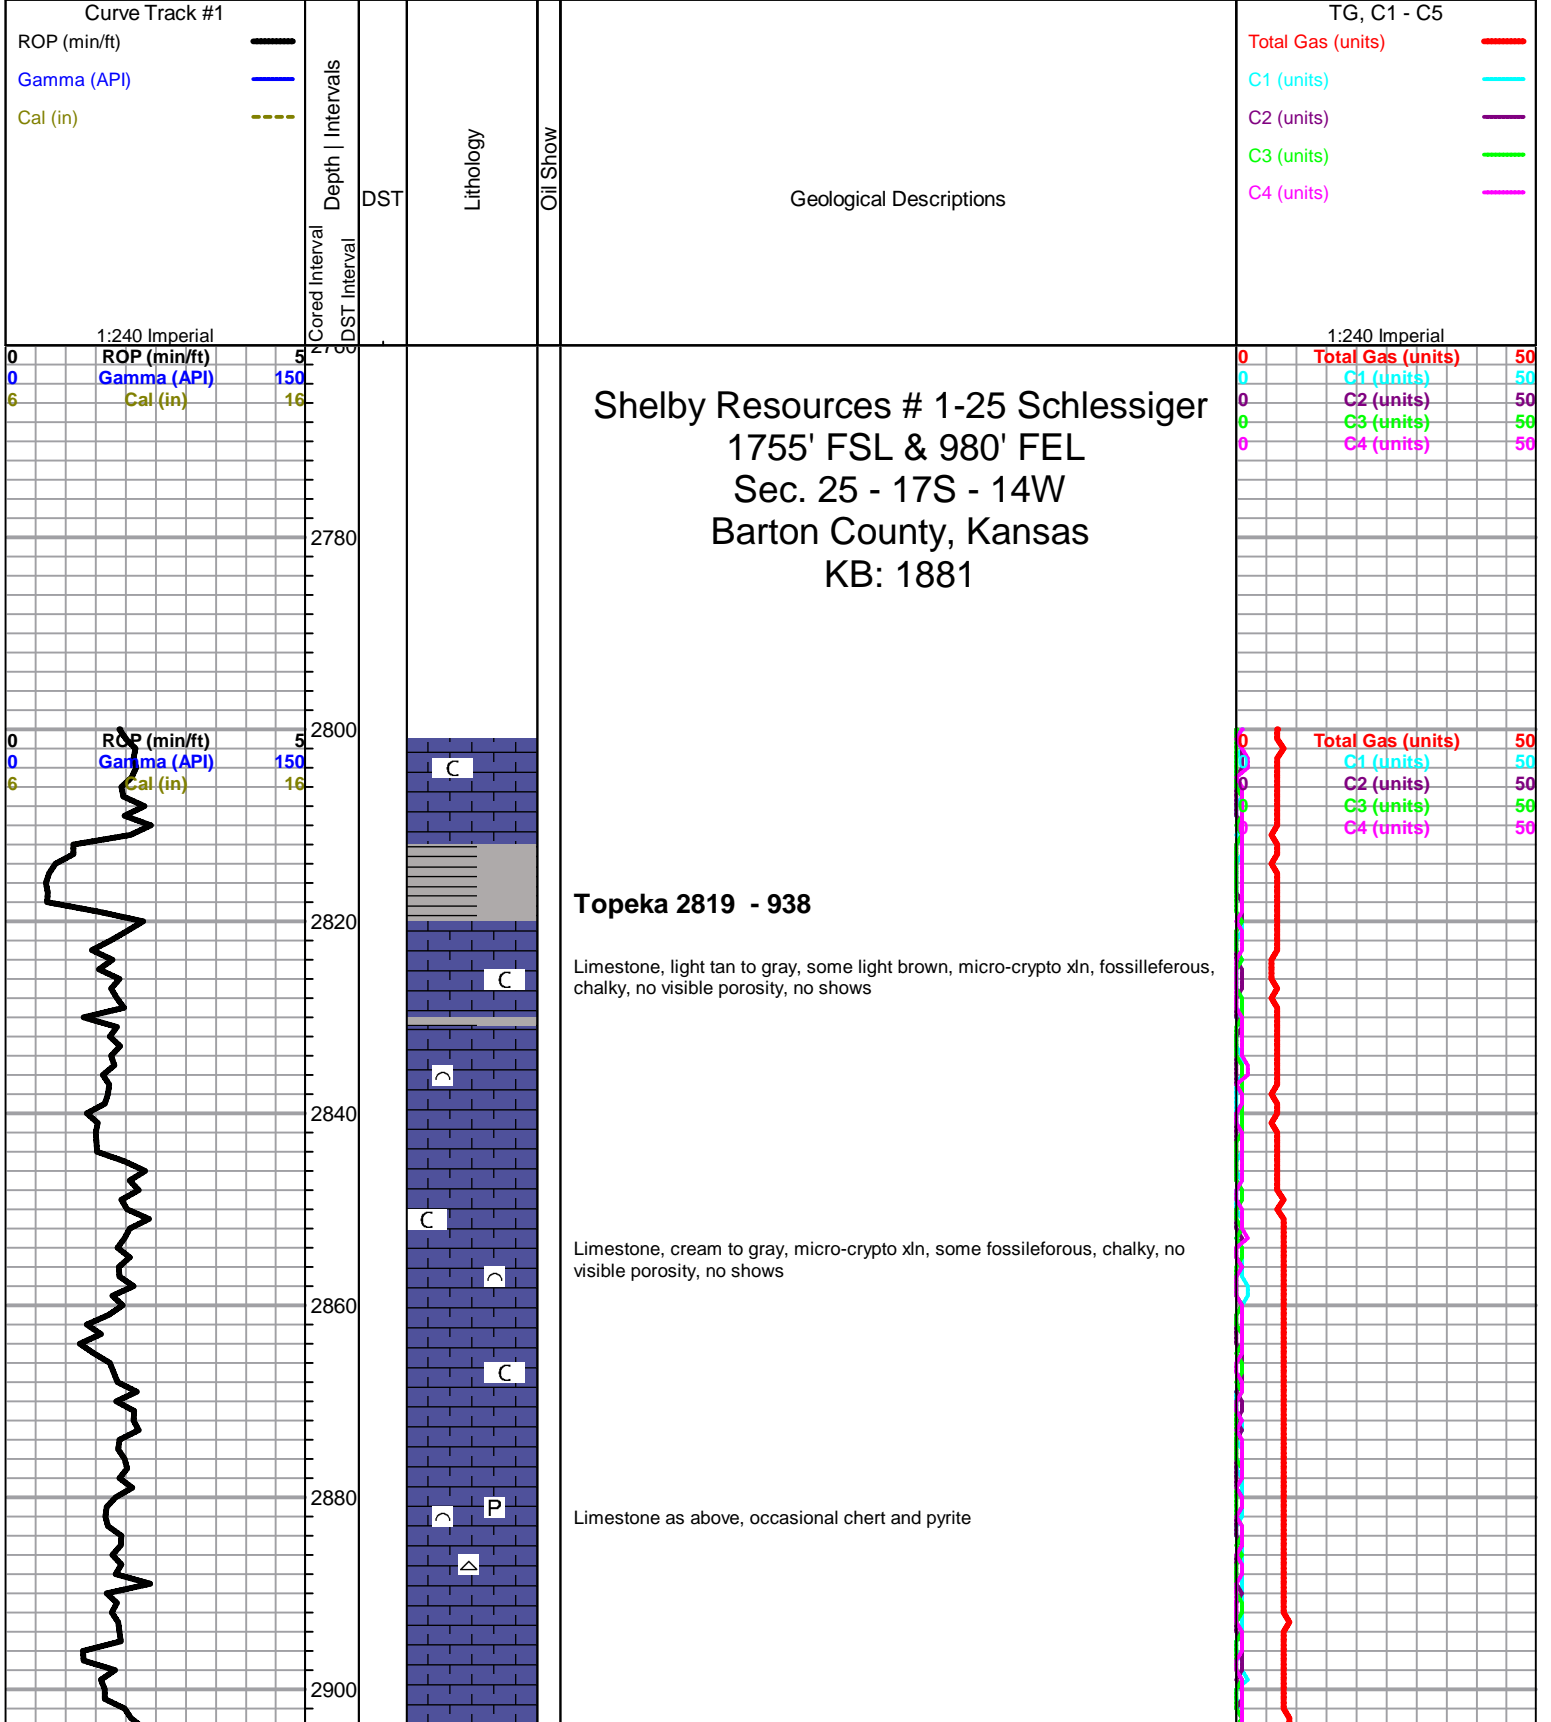 Curve Track #1
ROP (min/ft)
Gamma (API)
Cal (in)
1:240 Imperial
Depth | Intervals
Cored Interval
DST Interval
DST
Lithology
Oil Show
Geological Descriptions
TG, C1 - C5
Total Gas (units)
C1 (units)
C2 (units)
C3 (units)
C4 (units)
1:240 Imperial
0 ROP (min/ft) 5
0 Gamma (API) 150
6 Cal (in) 16
2760
0 Total Gas (units) 50
0 C1 (units) 50
0 C2 (units) 50
0 C3 (units) 50
0 C4 (units) 50
Shelby Resources # 1-25 Schlessiger
1755' FSL & 980' FEL
Sec. 25 - 17S - 14W
Barton County, Kansas
KB: 1881
2780
2800
0 ROP (min/ft) 5
0 Gamma (API) 150
6 Cal (in) 16
C
0 Total Gas (units) 50
0 C1 (units) 50
0 C2 (units) 50
0 C3 (units) 50
0 C4 (units) 50
Topeka 2819 - 938
2820
Limestone, light tan to gray, some light brown, micro-crypto xln, fossilleferous,
chalky, no visible porosity, no shows
C
2840
C
Limestone, cream to gray, micro-crypto xln, some fossileforous, chalky, no
visible porosity, no shows
2860
C
2880
P
Limestone as above, occasional chert and pyrite
2900